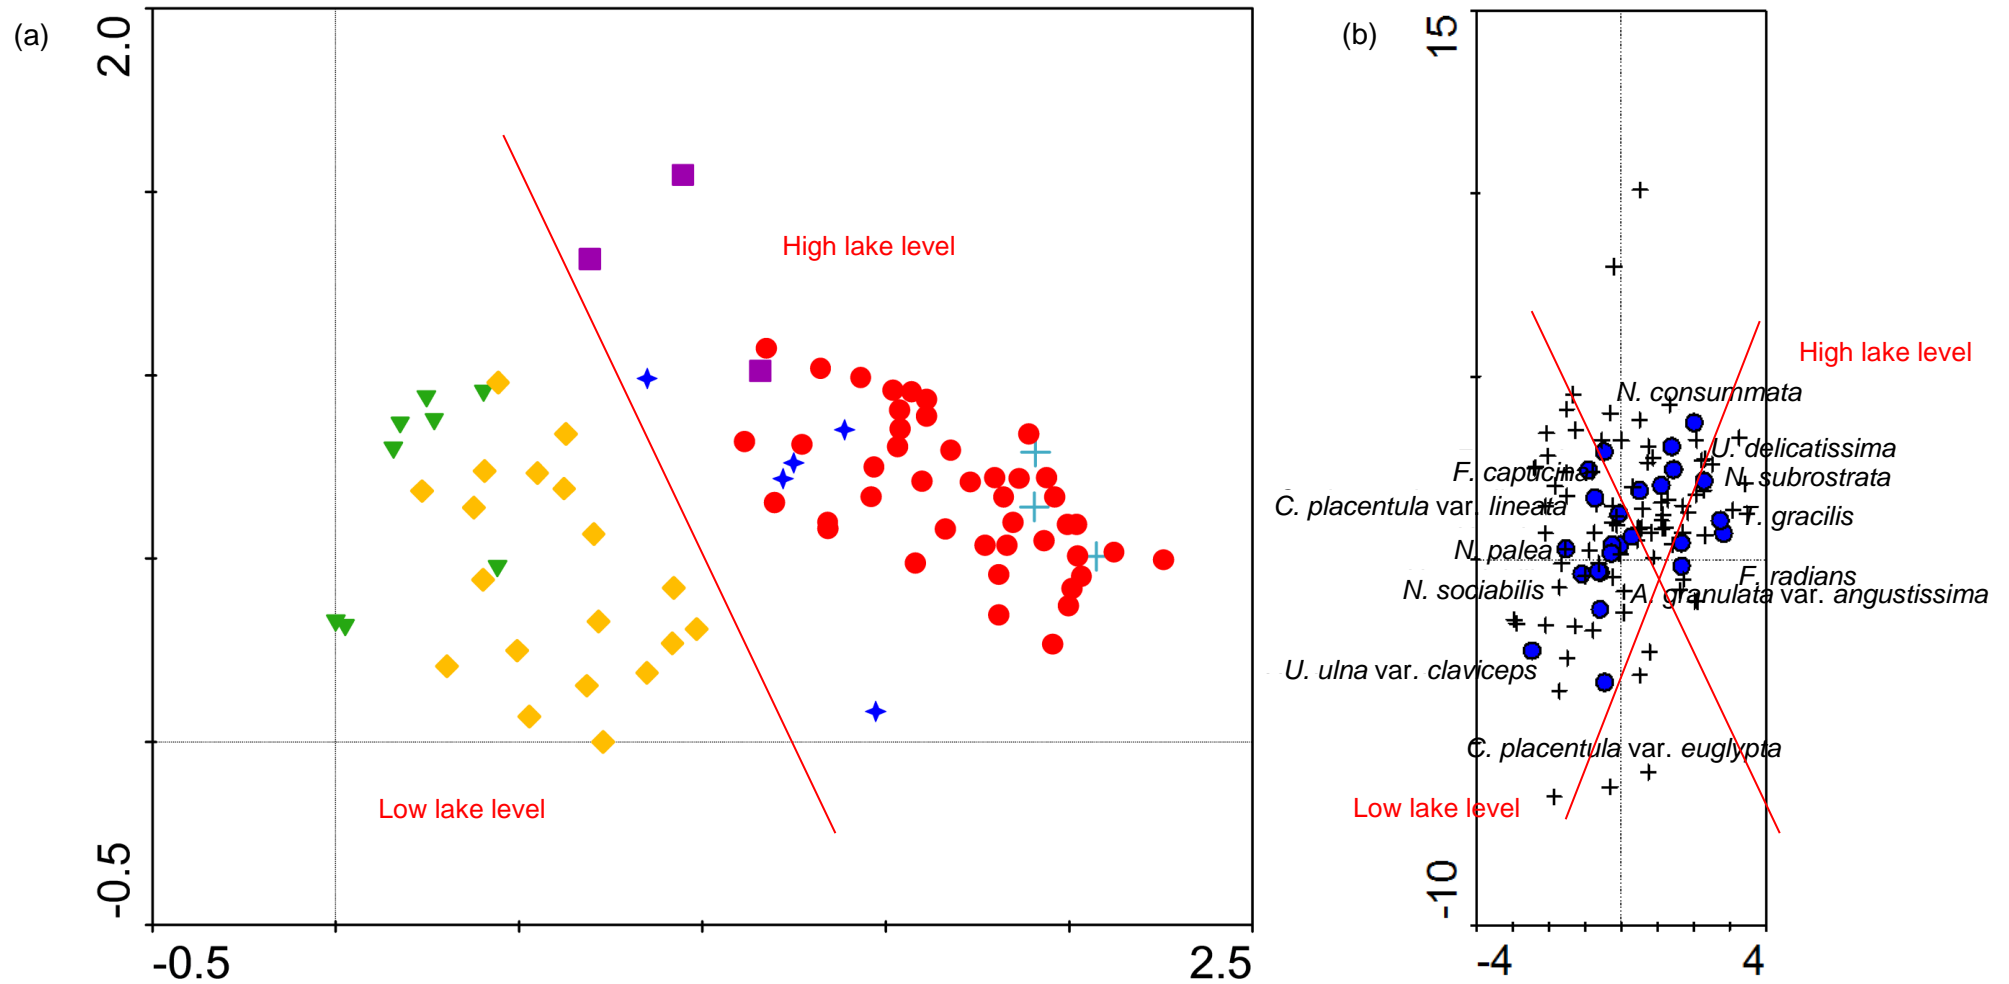 (a)
2.0
High lake level
Low lake level
-0.5
-0.5
2.5
(b)
15
High lake level
N. consummata
U. delicatissima
F. capucina
N. subrostrata
C. placentula var. lineata
F. gracilis
N. palea
F. radians
N. sociabilis
A. granulata var. angustissima
U. ulna var. claviceps
C. placentula var. euglypta
Low lake level
-10
-4
4